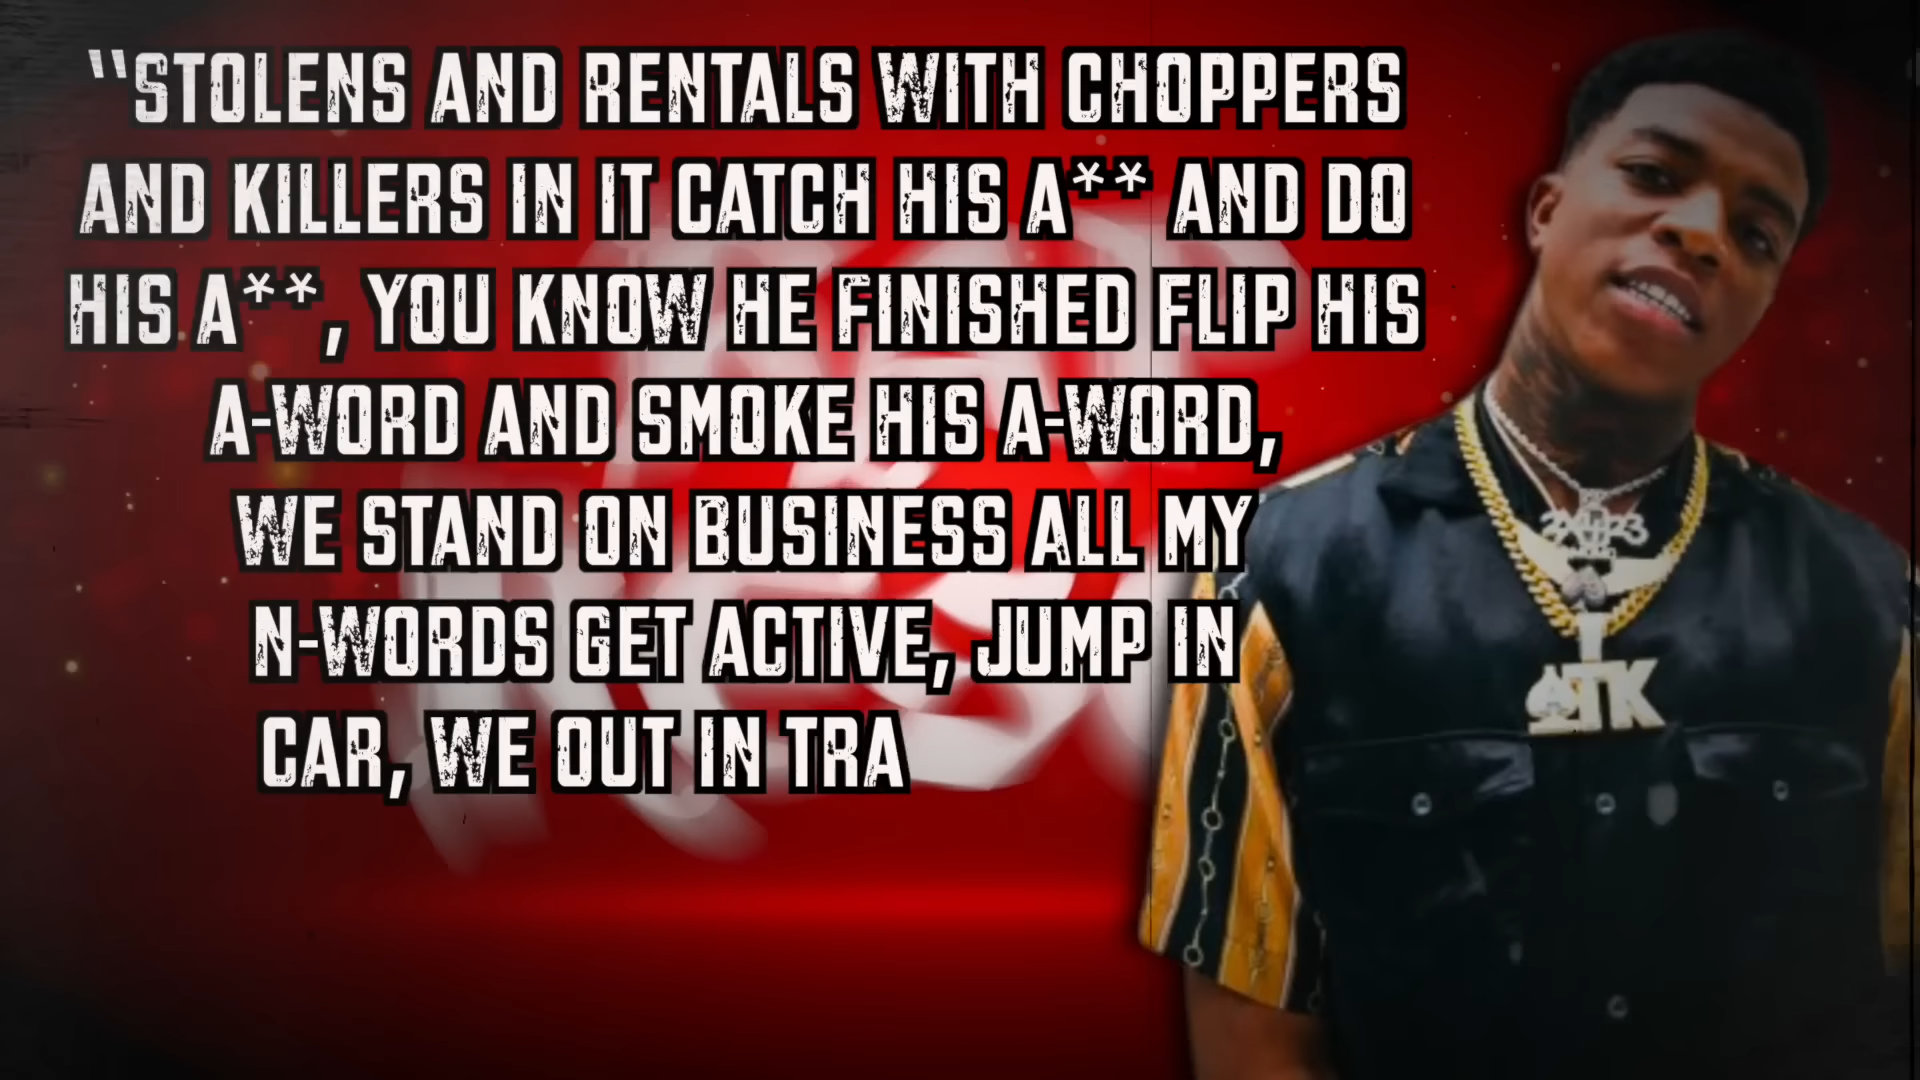 “STOLENS AND RENTALS WITH CHOPPERS
AND KILLERS IN IT CATCH HIS A** AND DO
HIS A**, YOU KNOW HE FINISHED FLIP HIS
A-WORD AND SMOKE HIS A-WORD,
WE STAND ON BUSINESS ALL MY
N-WORDS GET ACTIVE, JUMP IN
CAR, WE OUT IN TRA
ATK